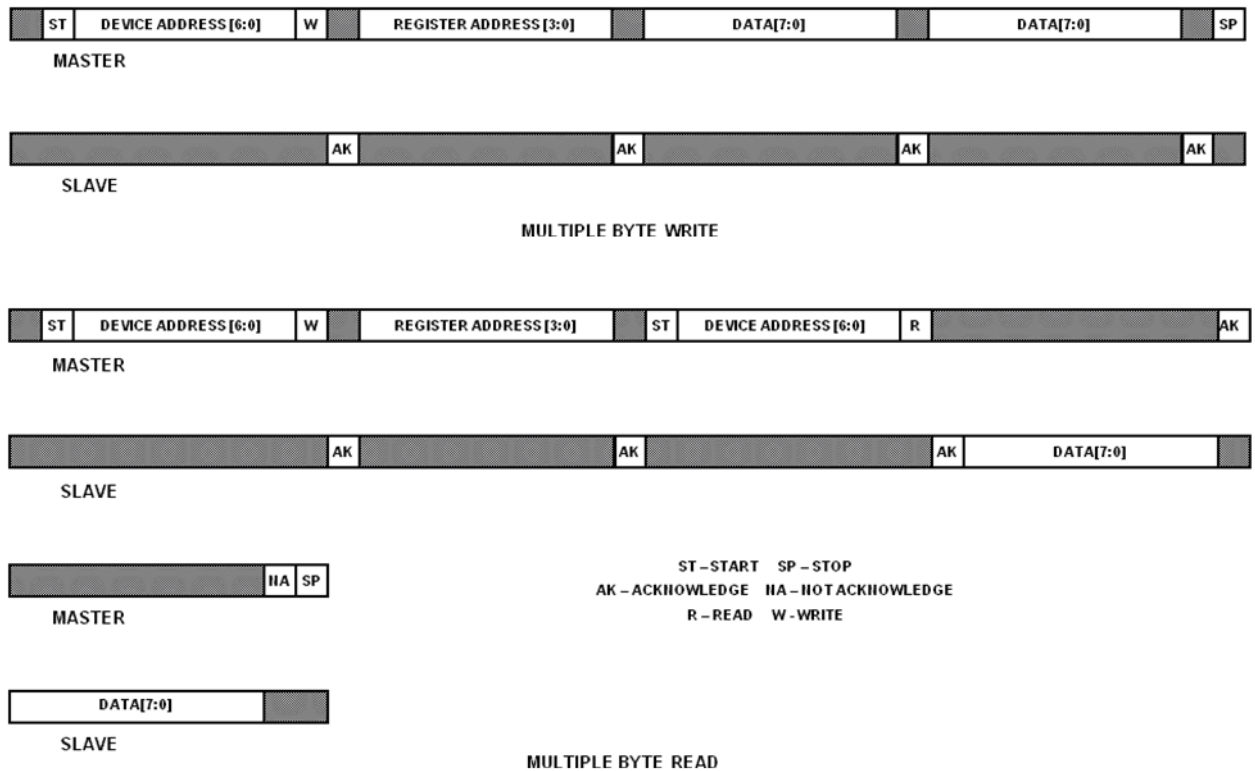 ST DEVICE ADDRESS [6:0] W REGISTER ADDRESS [3:0] DATA[7:0] DATA[7:0] SP
MASTER
AK AK AK AK
SLAVE
MULTIPLE BYTE WRITE
ST DEVICE ADDRESS [6:0] W REGISTER ADDRESS [3:0] ST DEVICE ADDRESS [6:0] R AK
MASTER
AK AK AK DATA[7:0]
SLAVE
NA SP
MASTER
ST – START SP – STOP
AK – ACKNOWLEDGE NA – NOT ACKNOWLEDGE
R – READ W - WRITE
DATA[7:0]
SLAVE
MULTIPLE BYTE READ